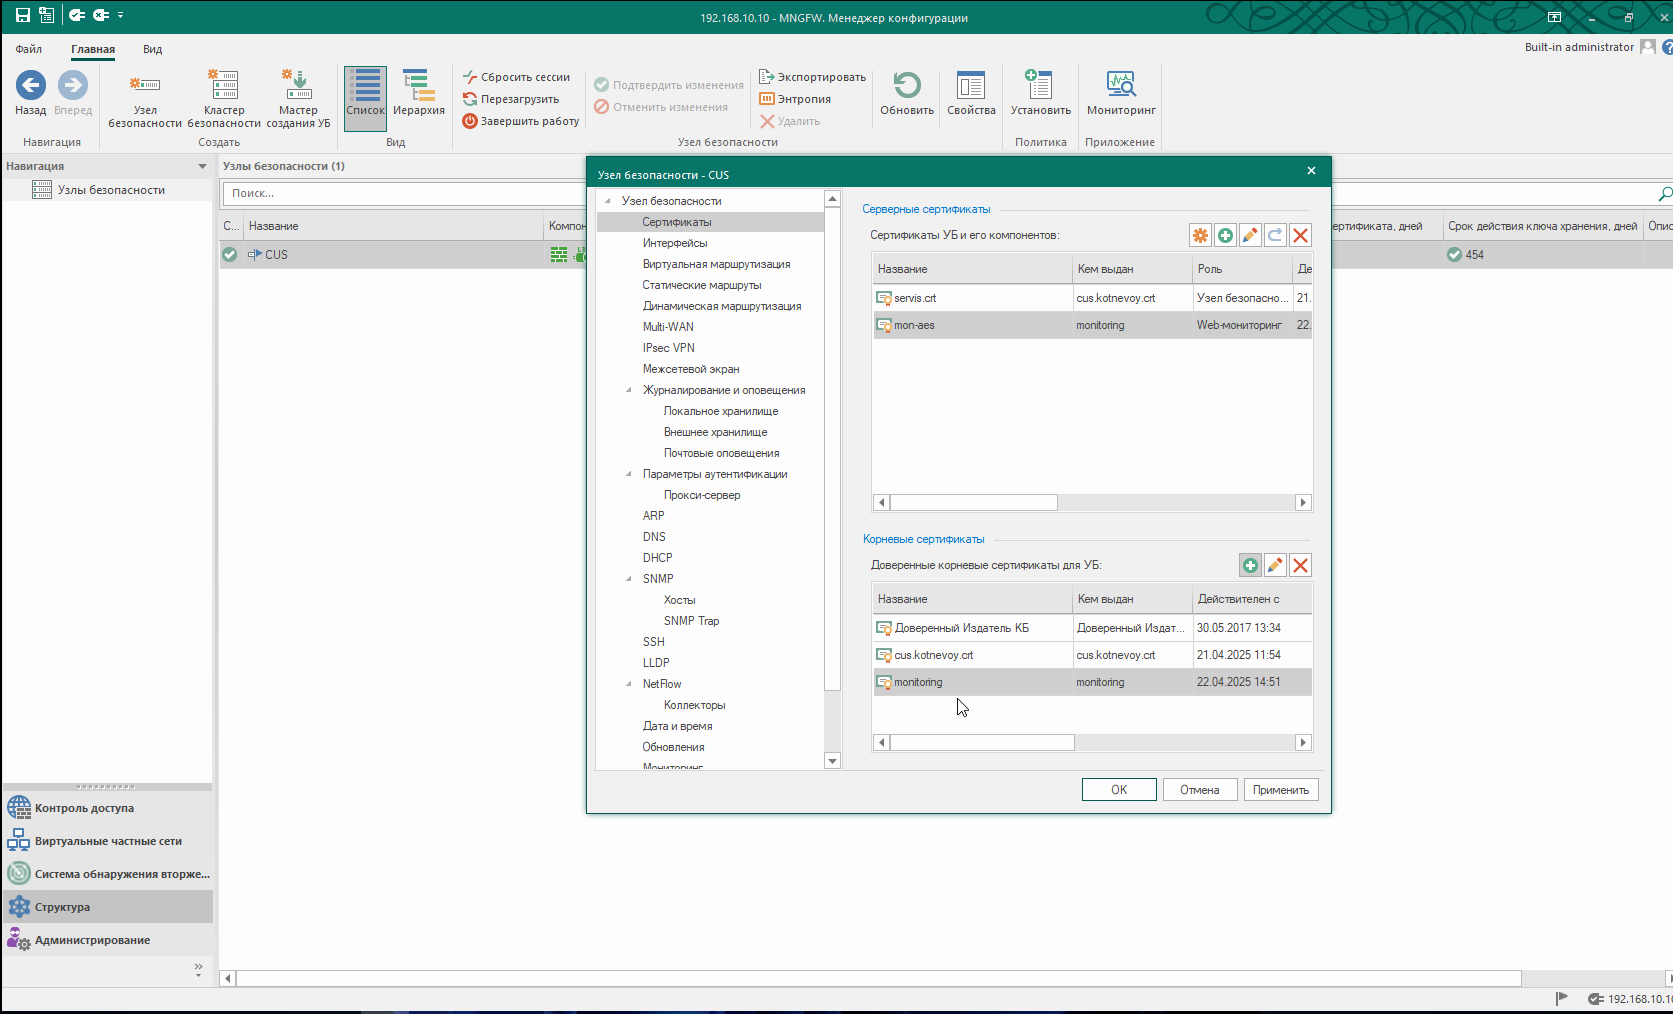 192.168.10.10 - MNGFW. Менеджер конфигурации
Файл
Главная
Вид
Built-in administrator
Назад
Вперед
Навигация
Узел безопасности
Кластер безопасности
Мастер создания УБ
Создать
Список
Иерархия
Вид
Сбросить сессии
Перезагрузить
Завершить работу
Подтвердить изменения
Отменить изменения
Экспортировать
Энтропия
Удалить
Узел безопасности
Обновить
Свойства
Установить
Политика
Мониторинг
Приложение
Навигация
Узлы безопасности
Узлы безопасности (1)
Поиск...
С...
Название
Компон
ертификата, дней
Срок действия ключа хранения, дней
Опис
CUS
454
Узел безопасности - CUS
Узел безопасности
Сертификаты
Интерфейсы
Виртуальная маршрутизация
Статические маршруты
Динамическая маршрутизация
Multi-WAN
IPsec VPN
Межсетевой экран
Журналирование и оповещения
Локальное хранилище
Внешнее хранилище
Почтовые оповещения
Параметры аутентификации
Прокси-сервер
ARP
DNS
DHCP
SNMP
Хосты
SNMP Trap
SSH
LLDP
NetFlow
Коллекторы
Дата и время
Обновления
Мониторинг
Серверные сертификаты
Сертификаты УБ и его компонентов:
Название
Кем выдан
Роль
Де
servis.crt
cus.kotnevoy.crt
Узел безопасно...
21.
mon-aes
monitoring
Web-мониторинг
22.
Корневые сертификаты
Доверенные корневые сертификаты для УБ:
Название
Кем выдан
Действителен с
Доверенный Издатель КБ
Доверенный Издат...
30.05.2017 13:34
cus.kotnevoy.crt
cus.kotnevoy.crt
21.04.2025 11:54
monitoring
monitoring
22.04.2025 14:51
OK
Отмена
Применить
Контроль доступа
Виртуальные частные сети
Система обнаружения вторже...
Структура
Администрирование
192.168.10.10